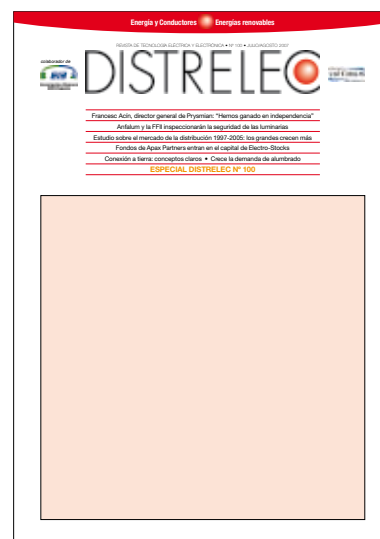 Energía y Conductores Energías renovables
REVISTA DE TECNOLOGÍA ELÉCTRICA Y ELECTRÓNICA • Nº 100 • JULIO/AGOSTO 2007
colaborador de
DISTRELEC
Francesc Acín, director general de Prysmian: "Hemos ganado en independencia"
Anfalum y la FFII inspeccionarán la seguridad de las luminarias
Estudio sobre el mercado de la distribución 1997-2005: los grandes crecen más
Fondos de Apax Partners entran en el capital de Electro-Stocks
Conexión a tierra: conceptos claros • Crece la demanda de alumbrado
ESPECIAL DISTRELEC Nº 100